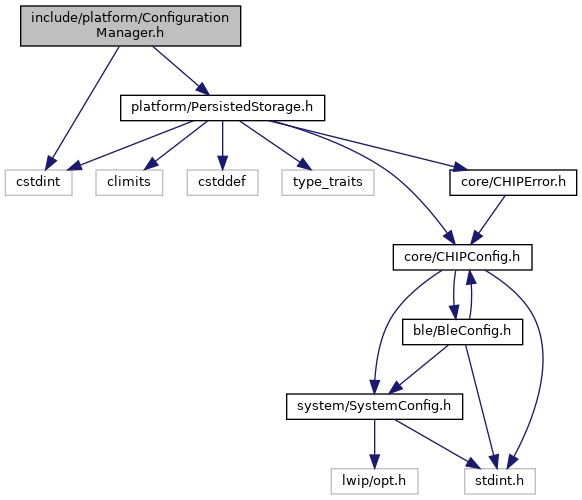 include/platform/Configuration
Manager.h
platform/PersistedStorage.h
cstdint
climits
cstddef
type_traits
core/CHIPError.h
core/CHIPConfig.h
ble/BleConfig.h
system/SystemConfig.h
lwip/opt.h
stdint.h